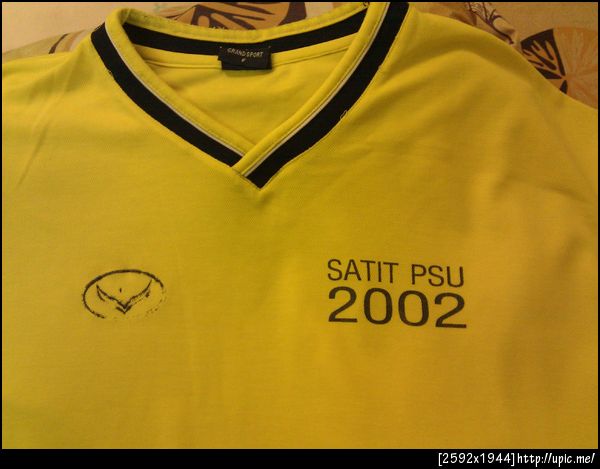 GRAND SPORT
SATIT PSU
2002
[2592x1944]http://upic.me/